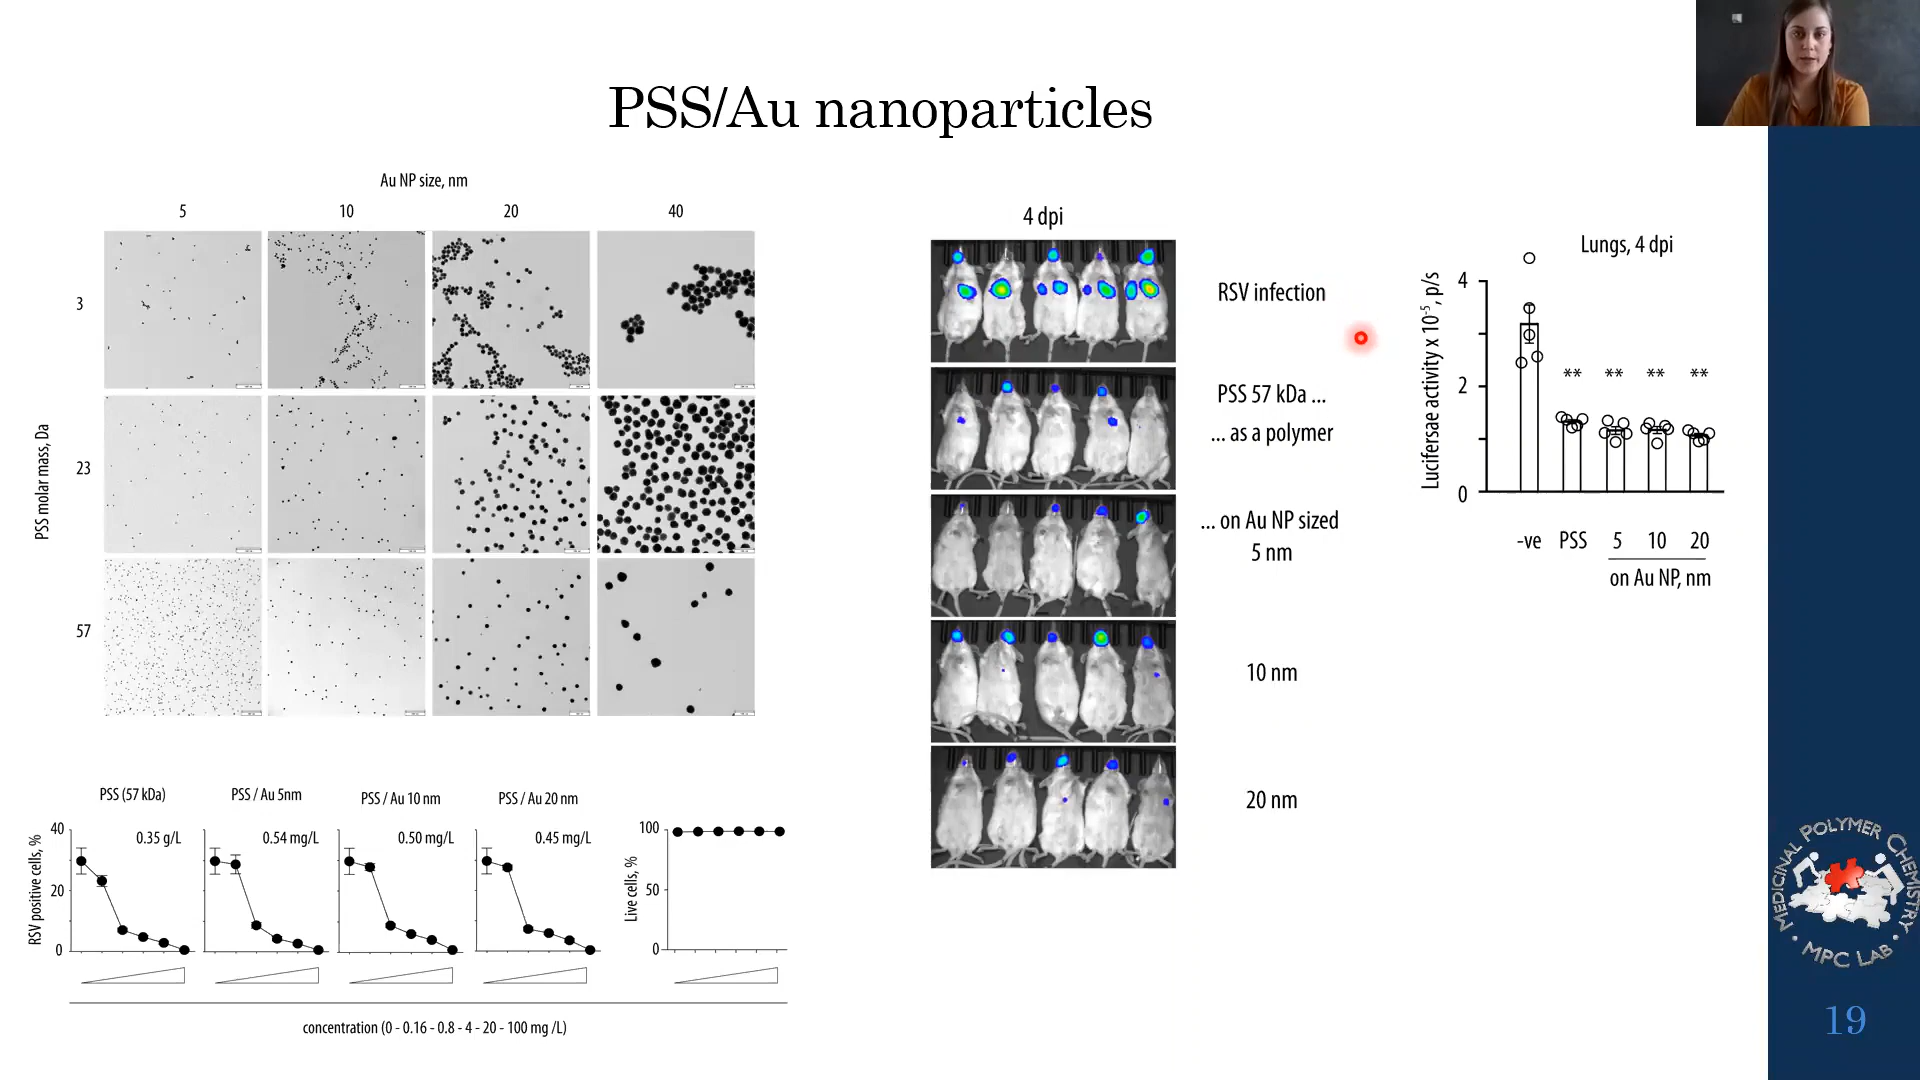 PSS/Au nanoparticles
Au NP size, nm
5 10 20 40
PSS molar mass, Da
3
23
57
PSS (57 kDa) PSS / Au 5nm PSS / Au 10 nm PSS / Au 20 nm
RSV positive cells, %
40
20
0
0.35 g/L 0.54 mg/L 0.50 mg/L 0.45 mg/L
Live cells, %
100
50
0
concentration (0 - 0.16 - 0.8 - 4 - 20 - 100 mg /L)
4 dpi
RSV infection
PSS 57 kDa ...
... as a polymer
... on Au NP sized
5 nm
10 nm
20 nm
Lungs, 4 dpi
Lucifersae activity x 10⁻⁵, p/s
4
2
0
** ** ** **
-ve PSS 5 10 20
on Au NP, nm
MEDICINAL POLYMER CHEMISTRY
• MPC LAB •
19